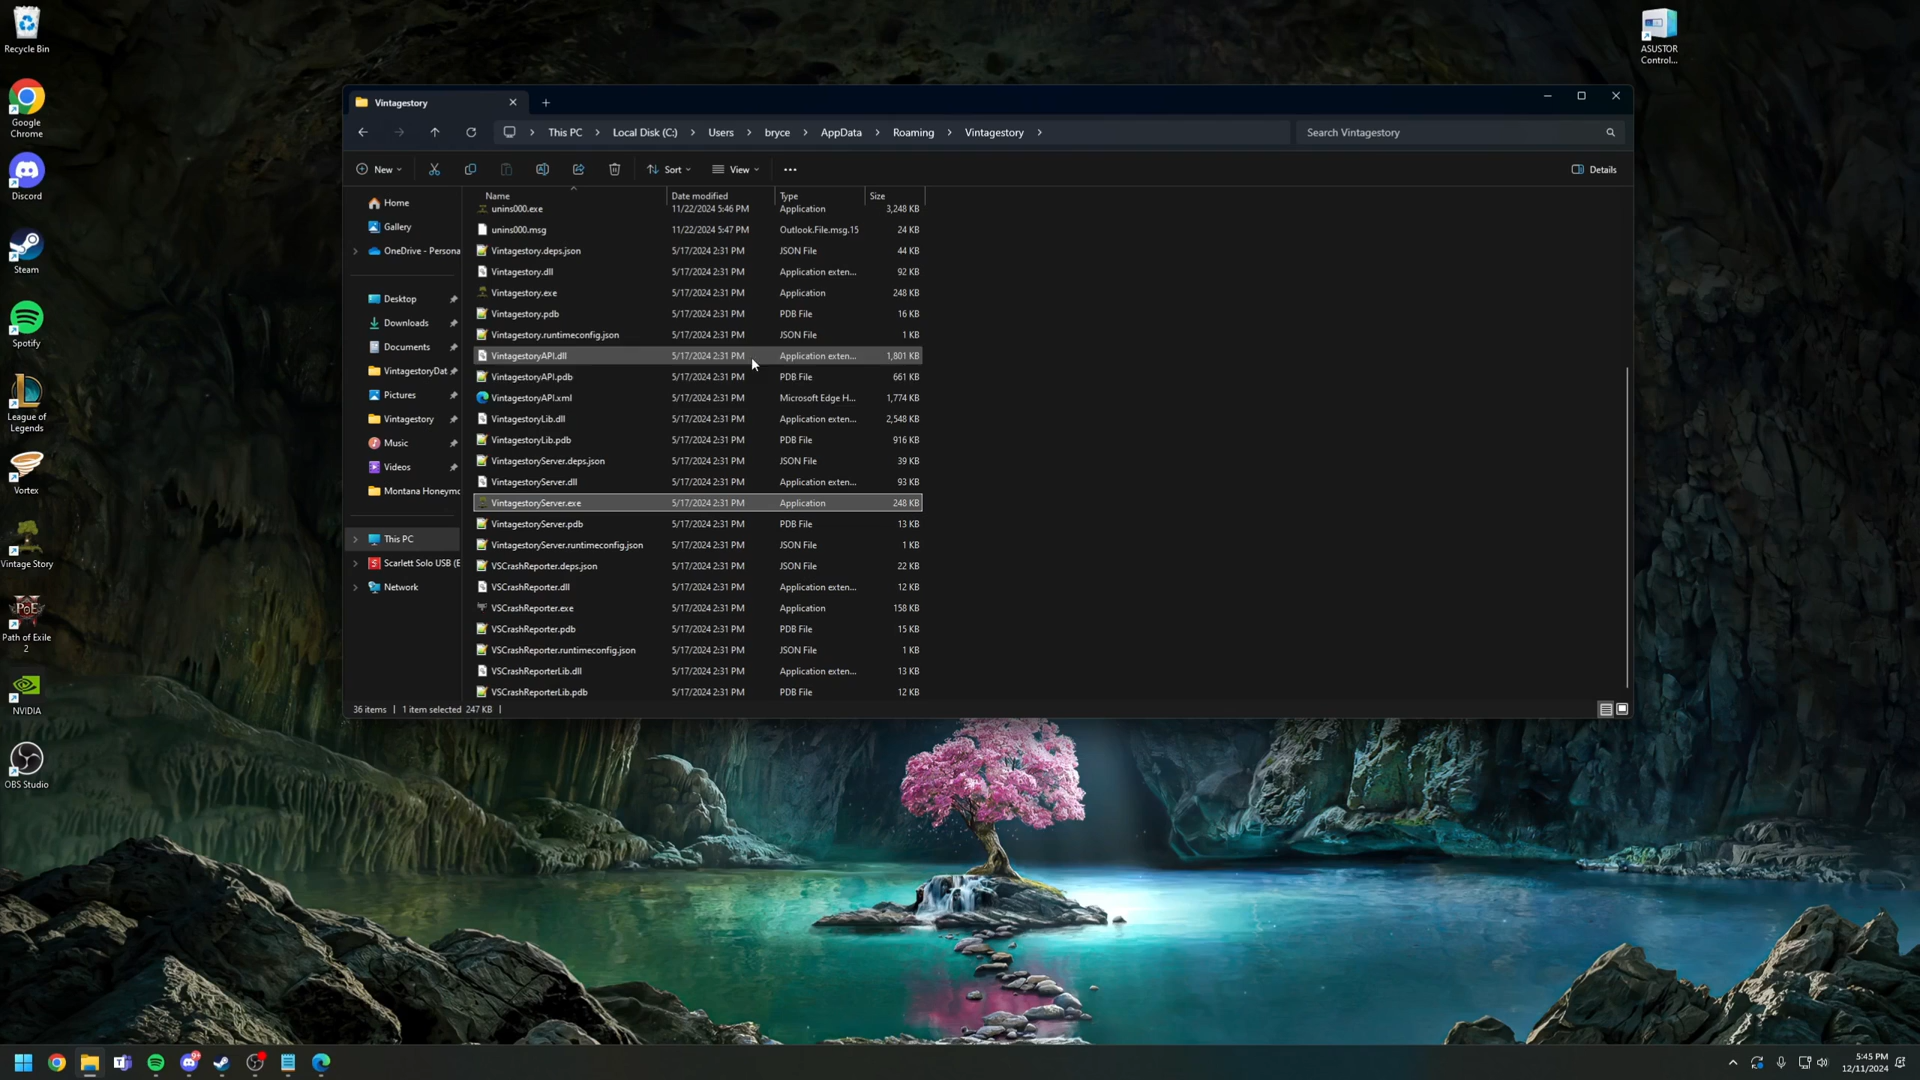 Recycle Bin
Google
Chrome
Discord
Steam
Spotify
League of
Legends
Vortex
Vintage Story
PoE
Path of Exile
2
NVIDIA
OBS Studio
ASUSTOR
Control...
Vintagestory
This PC
Local Disk (C:)
Users
bryce
AppData
Roaming
Vintagestory
Search Vintagestory
New
Sort
View
Details
Home
Gallery
OneDrive - Persona
Desktop
Downloads
Documents
VintagestoryDat
Pictures
Vintagestory
Music
Videos
Montana Honeymo
This PC
Scarlett Solo USB (E
Network
Name Date modified Type Size
unins000.exe 11/22/2024 5:46 PM Application 3,248 KB
unins000.msg 11/22/2024 5:47 PM Outlook.File.msg.15 24 KB
Vintagestory.deps.json 5/17/2024 2:31 PM JSON File 44 KB
Vintagestory.dll 5/17/2024 2:31 PM Application exten... 92 KB
Vintagestory.exe 5/17/2024 2:31 PM Application 248 KB
Vintagestory.pdb 5/17/2024 2:31 PM PDB File 16 KB
Vintagestory.runtimeconfig.json 5/17/2024 2:31 PM JSON File 1 KB
VintagestoryAPI.dll 5/17/2024 2:31 PM Application exten... 1,801 KB
VintagestoryAPI.pdb 5/17/2024 2:31 PM PDB File 661 KB
VintagestoryAPI.xml 5/17/2024 2:31 PM Microsoft Edge H... 1,774 KB
VintagestoryLib.dll 5/17/2024 2:31 PM Application exten... 2,548 KB
VintagestoryLib.pdb 5/17/2024 2:31 PM PDB File 916 KB
VintagestoryServer.deps.json 5/17/2024 2:31 PM JSON File 39 KB
VintagestoryServer.dll 5/17/2024 2:31 PM Application exten... 93 KB
VintagestoryServer.exe 5/17/2024 2:31 PM Application 248 KB
VintagestoryServer.pdb 5/17/2024 2:31 PM PDB File 13 KB
VintagestoryServer.runtimeconfig.json 5/17/2024 2:31 PM JSON File 1 KB
VSCrashReporter.deps.json 5/17/2024 2:31 PM JSON File 22 KB
VSCrashReporter.dll 5/17/2024 2:31 PM Application exten... 12 KB
VSCrashReporter.exe 5/17/2024 2:31 PM Application 158 KB
VSCrashReporter.pdb 5/17/2024 2:31 PM PDB File 15 KB
VSCrashReporter.runtimeconfig.json 5/17/2024 2:31 PM JSON File 1 KB
VSCrashReporterLib.dll 5/17/2024 2:31 PM Application exten... 13 KB
VSCrashReporterLib.pdb 5/17/2024 2:31 PM PDB File 12 KB
36 items | 1 item selected 247 KB |
5:45 PM
12/11/2024